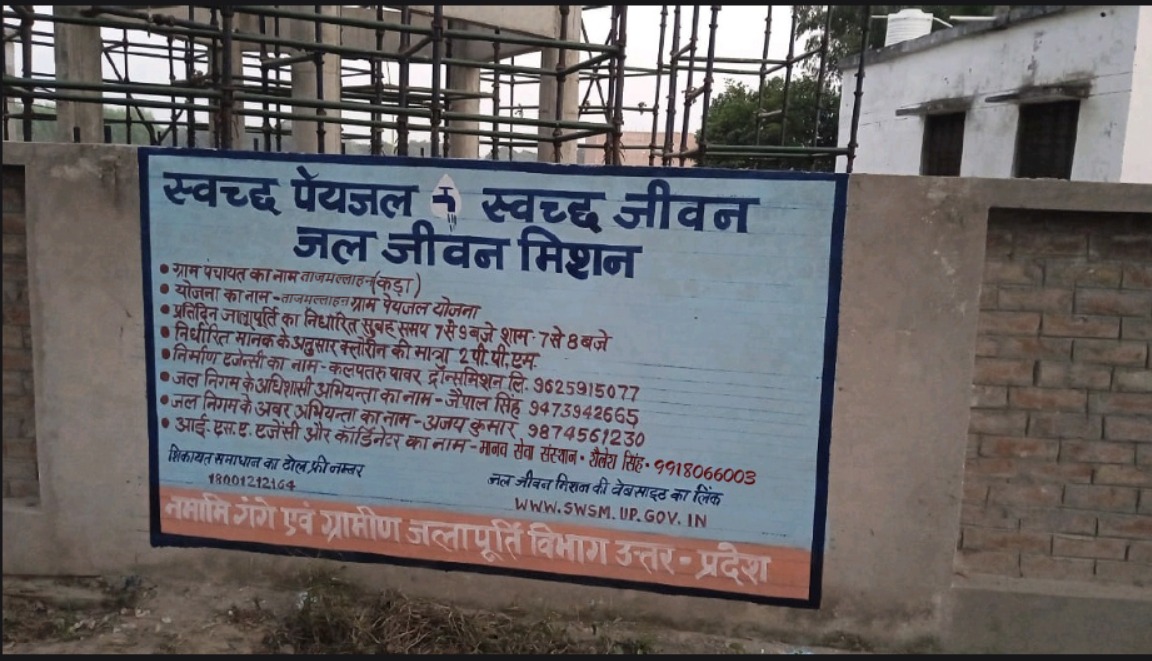 स्वच्छ पेयजल स्वच्छ जीवन
जल जीवन मिशन
• ग्राम पंचायत का नाम ताजमल्लाहन (कड़ा)
• योजना का नाम - ताजमल्लाहन ग्राम पेयजल योजना
• प्रतिदिन जालापूर्ति का निर्धारित सुबह समय 7 से 9 बजे शाम - 7 से 8 बजे
• निर्धारित मानक के अनुसार क्लोरीन की मात्रा 2 पी.पी.एम.
• निर्माण एजेन्सी का नाम - कलपतरु पावर ट्रॉन्समिशन लि. 9625915077
• जल निगम के अधिशासी अभियन्ता का नाम - जैपाल सिंह 9473942665
• जल निगम के अवर अभियन्ता का नाम - अजय कुमार 9874561230
• आई. एस. ए. एजेंसी और कॉर्डिनेटर का नाम - मानव सेवा संस्थान • शैलेश सिंह • 9918066003
शिकायत समाधान का टोल फ्री नम्बर
18001212164
जल जीवन मिशन की वेबसाइट का लिंक
WWW.SWSM.UP.GOV.IN
नमामि गंगे एवं ग्रामीण जलापूर्ति विभाग उत्तर - प्रदेश